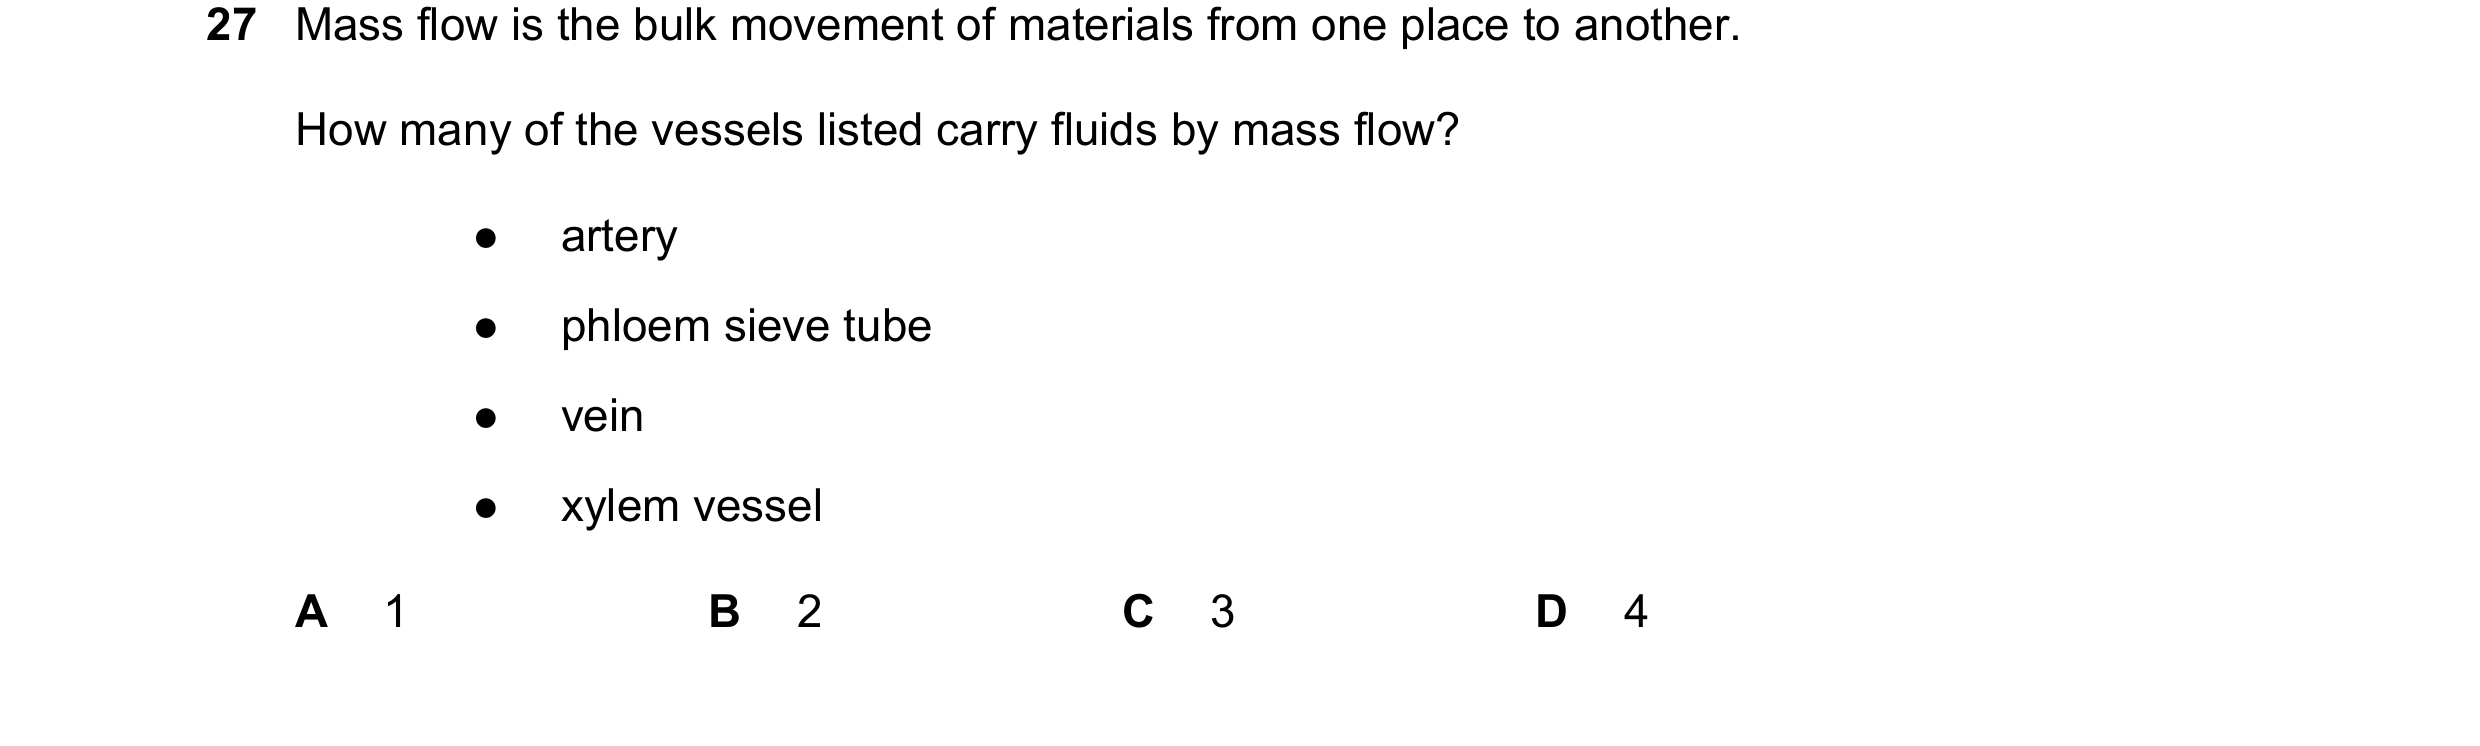 27 Mass flow is the bulk movement of materials from one place to another.
How many of the vessels listed carry fluids by mass flow?
● artery
● phloem sieve tube
● vein
● xylem vessel
A 1 B 2 C 3 D 4